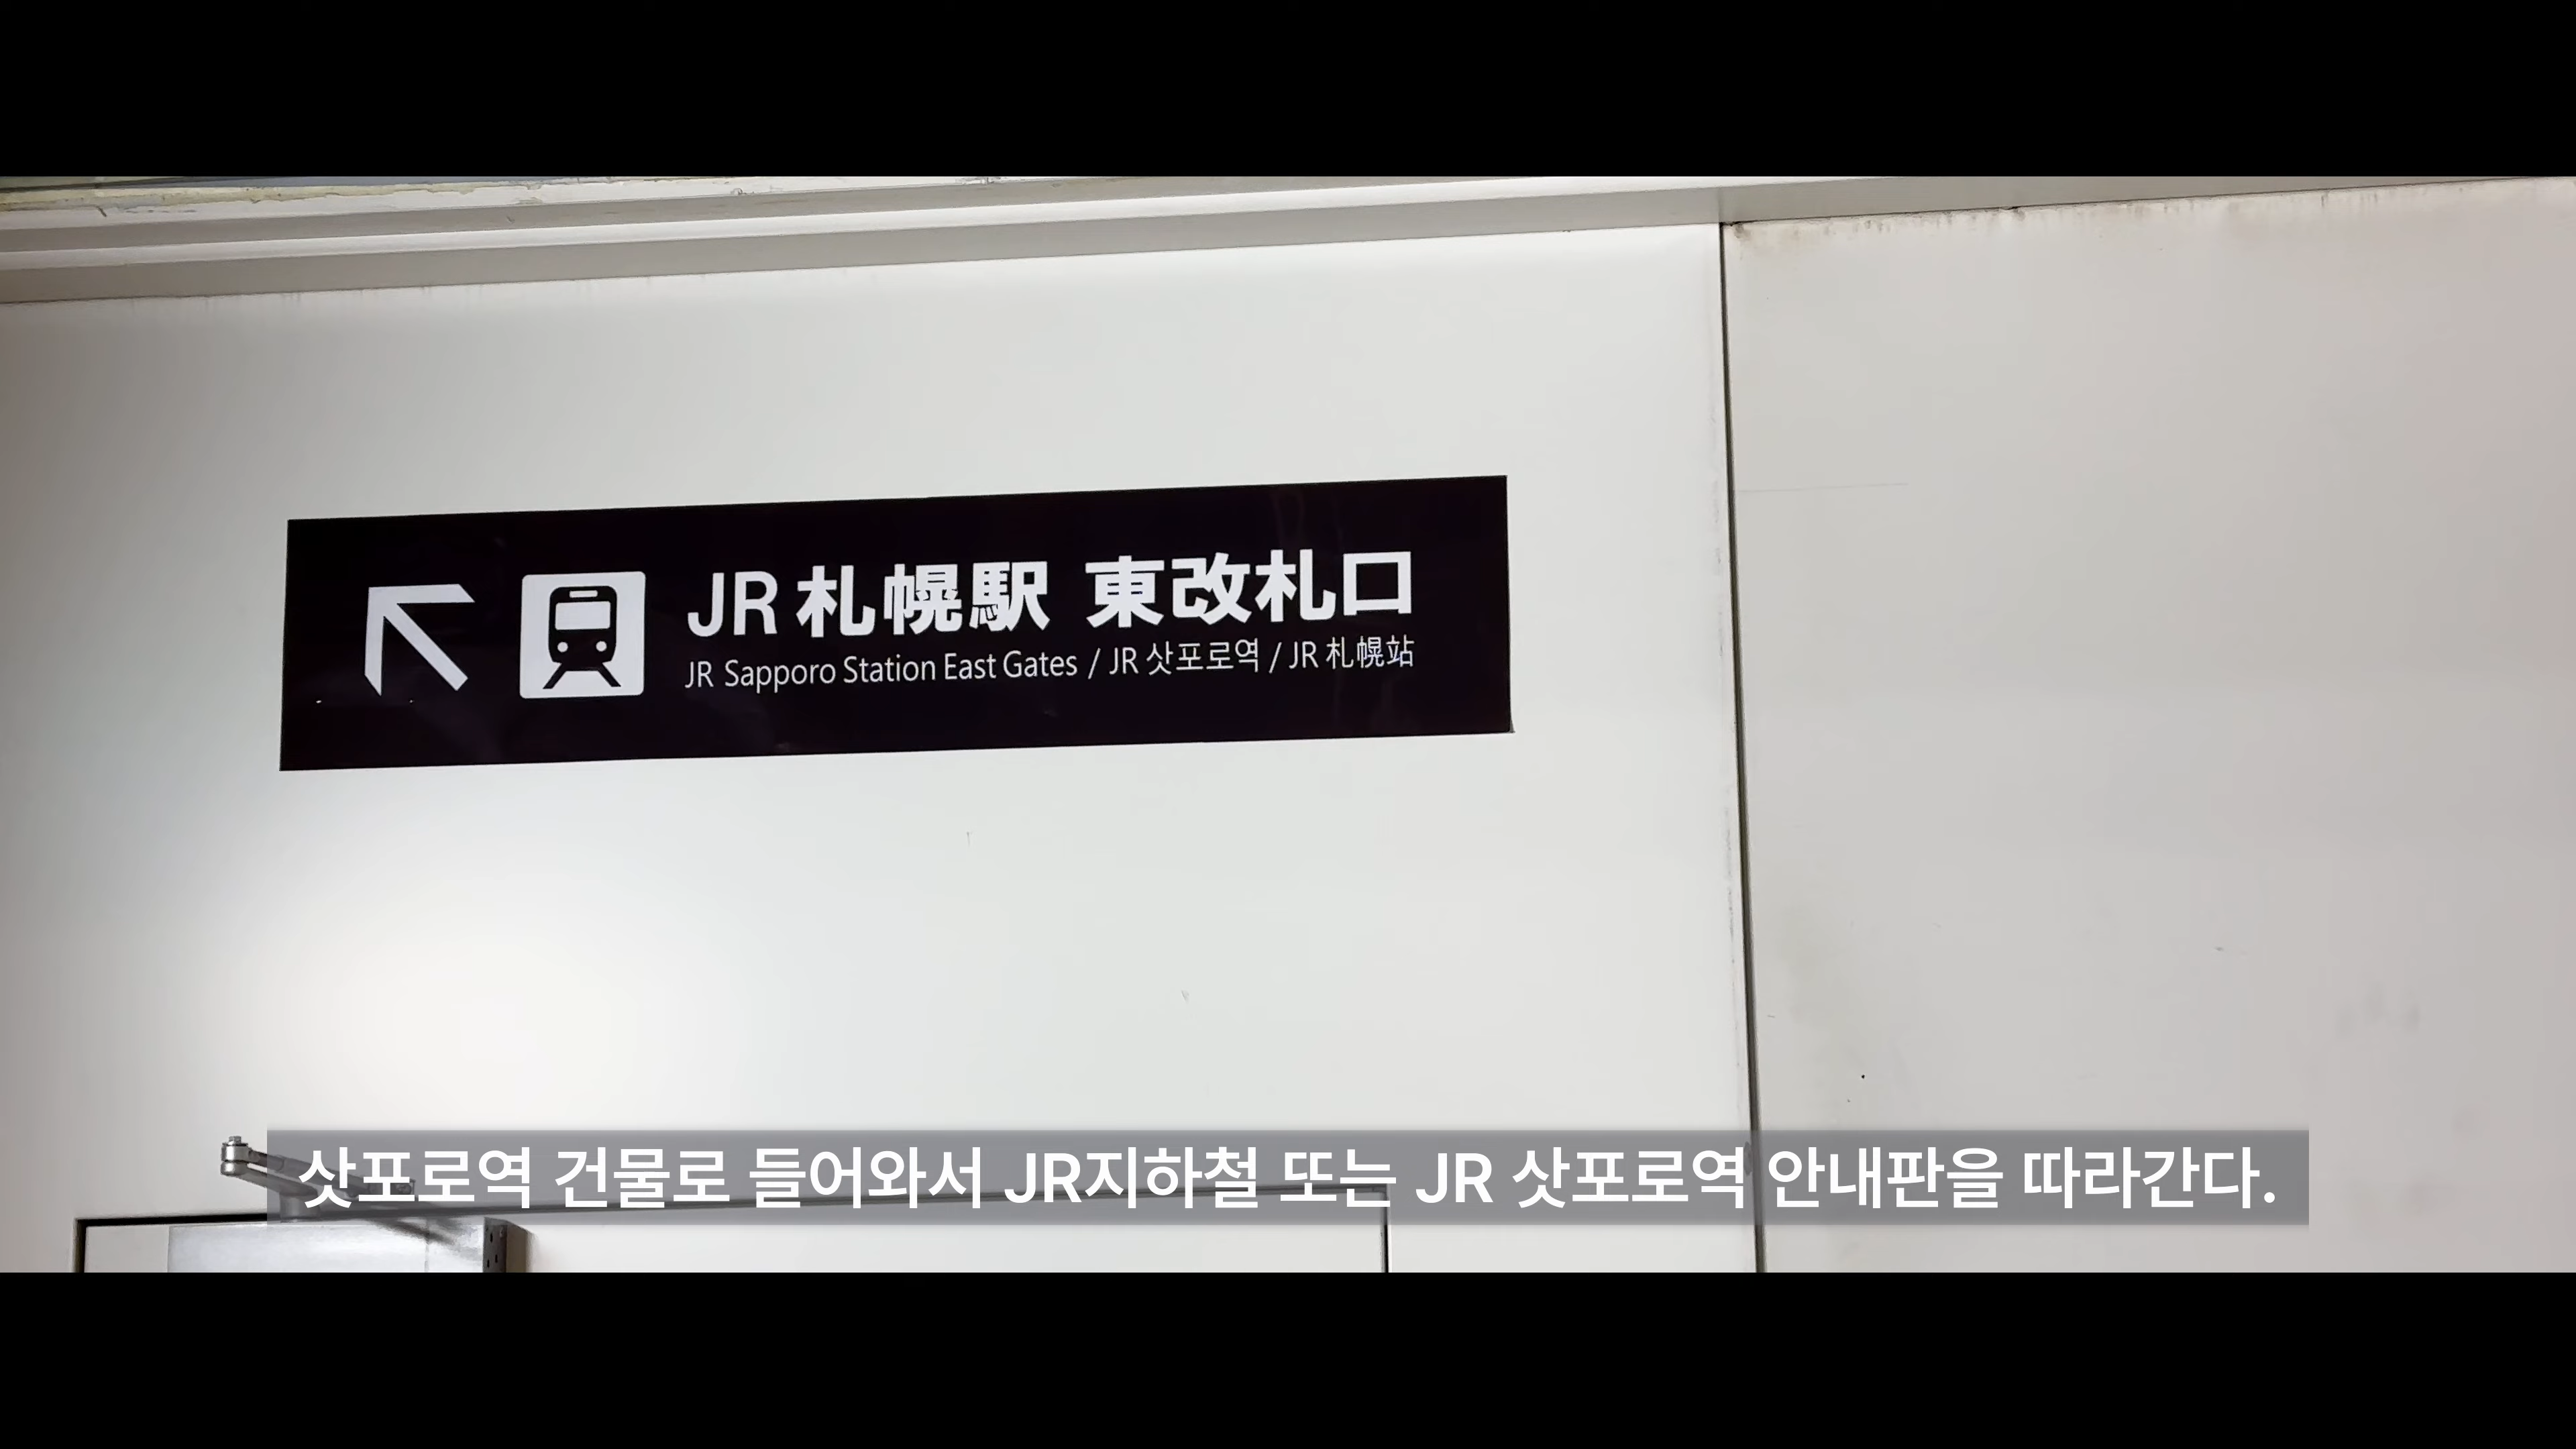 JR 札幌駅 東改札口
JR Sapporo Station East Gates / JR 삿포로역 / JR 札幌站
삿포로역 건물로 들어와서 JR지하철 또는 JR 삿포로역 안내판을 따라간다.